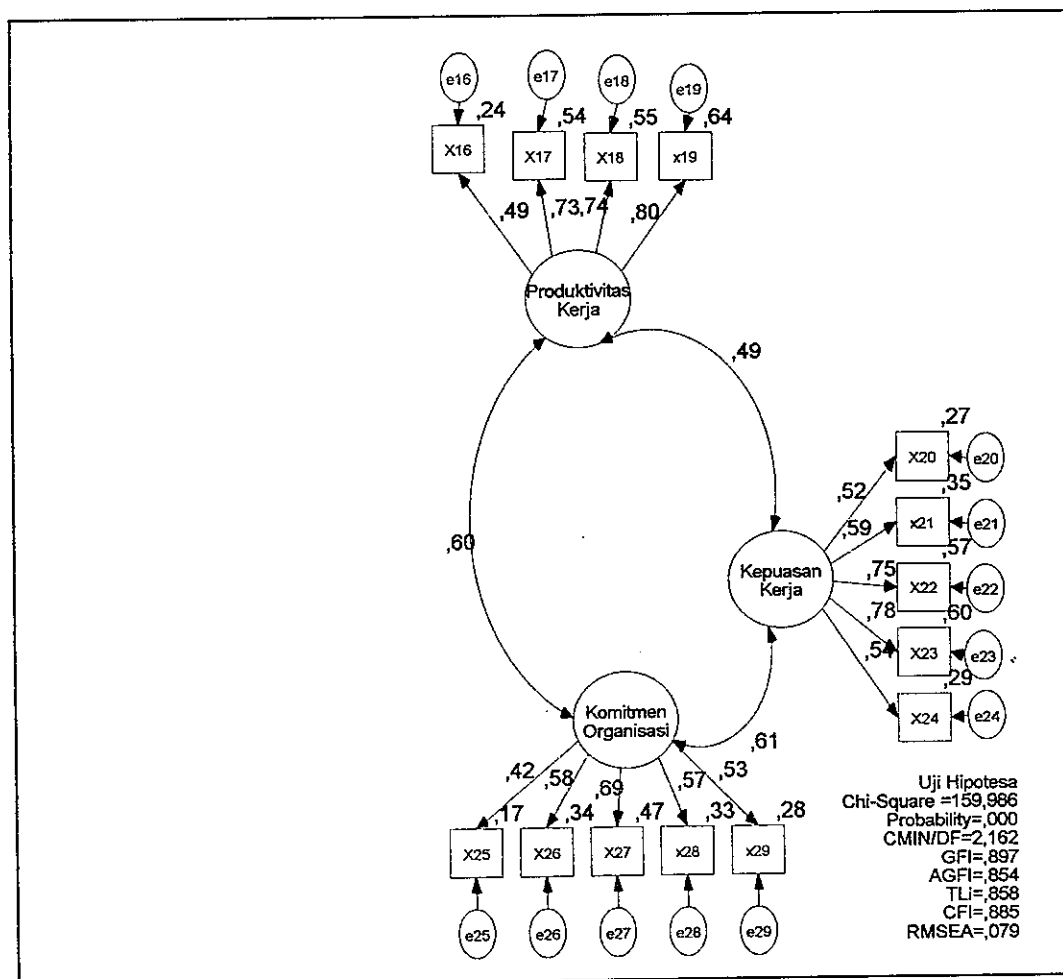 e16 e17 e18 e19
,24 ,54 ,55 ,64
X16 X17 X18 x19
,49 ,73 ,74 ,80
Produktivitas
Kerja
,49
,60
,27
X20 e20
,52 ,35
x21 e21
,59 ,57
X22 e22
,75 ,60
X23 e23
,78 ,29
X24 e24
,54
Kepuasan
Kerja
,61
Komitmen
Organisasi
,42 ,58 ,69 ,57 ,53
,17 ,34 ,47 ,33 ,28
X25 X26 X27 x28 x29
e25 e26 e27 e28 e29
Uji Hipotesa
Chi-Square =159,986
Probability=,000
CMIN/DF=2,162
GFI=,897
AGFI=,854
TLi=,858
CFI=,885
RMSEA=,079